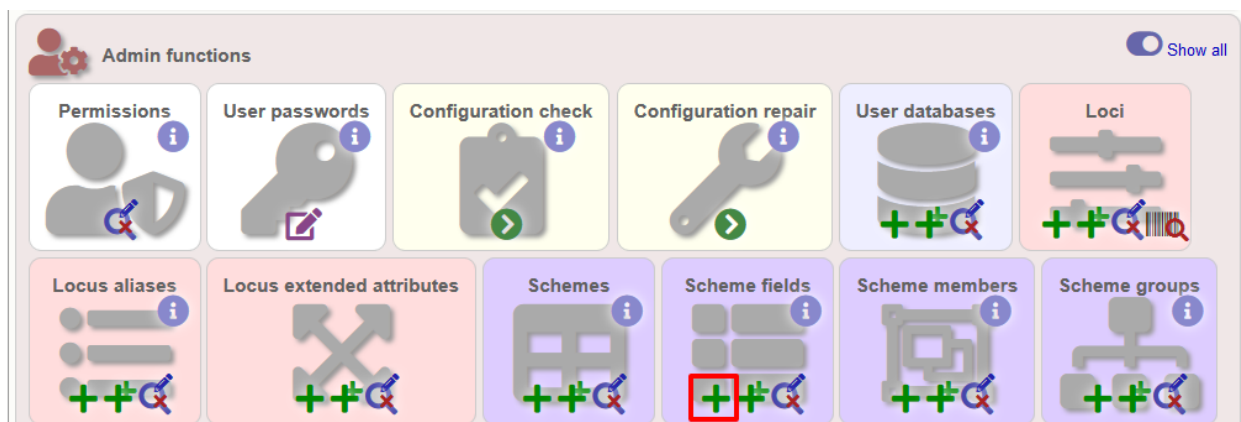 Admin functions
Show all
Permissions
User passwords
Configuration check
Configuration repair
User databases
Loci
Locus aliases
Locus extended attributes
Schemes
Scheme fields
Scheme members
Scheme groups